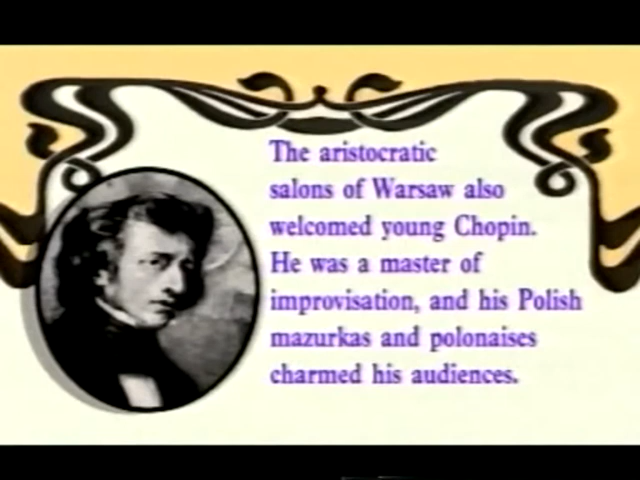 The aristocratic
salons of Warsaw also
welcomed young Chopin.
He was a master of
improvisation, and his Polish
mazurkas and polonaises
charmed his audiences.